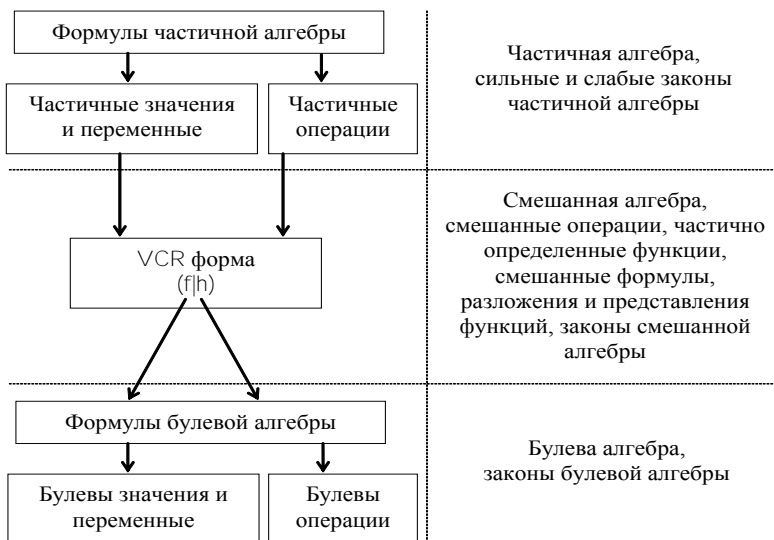 Формулы частичной алгебры
Частичные значения
и переменные
Частичные
операции
Частичная алгебра,
сильные и слабые законы
частичной алгебры
VCR форма
(f|h)
Смешанная алгебра,
смешанные операции, частично
определенные функции,
смешанные формулы,
разложения и представления
функций, законы смешанной
алгебры
Формулы булевой алгебры
Булевы значения и
переменные
Булевы
операции
Булева алгебра,
законы булевой алгебры